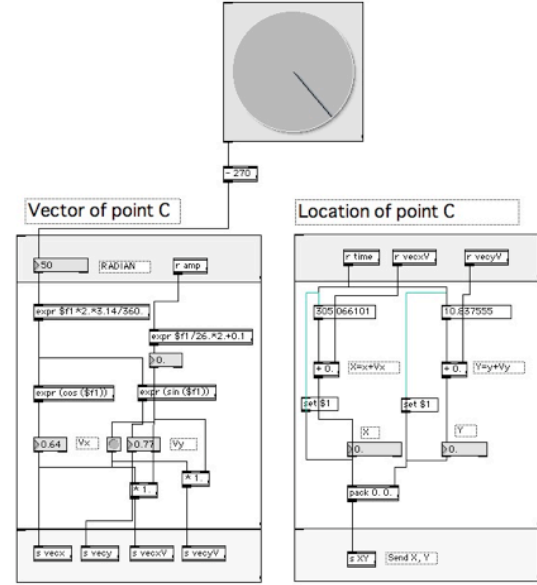 - 270
Vector of point C
50
RADIAN
r amp
expr $f1*2.*3.14/360.
expr $f1/26.*2.+0.1
0.
expr (cos ($f1))
expr (sin ($f1))
0.64
Vx
0.77
Vy
* 1.
* 1.
s vecx
s vecy
s vecxV
s vecyV
Location of point C
r time
r vecxV
r vecyV
305.066101
10.837555
+ 0.
X=x+Vx
+ 0.
Y=y+Vy
set $1
set $1
X
Y
0.
0.
pack 0. 0.
s XY
Send X, Y